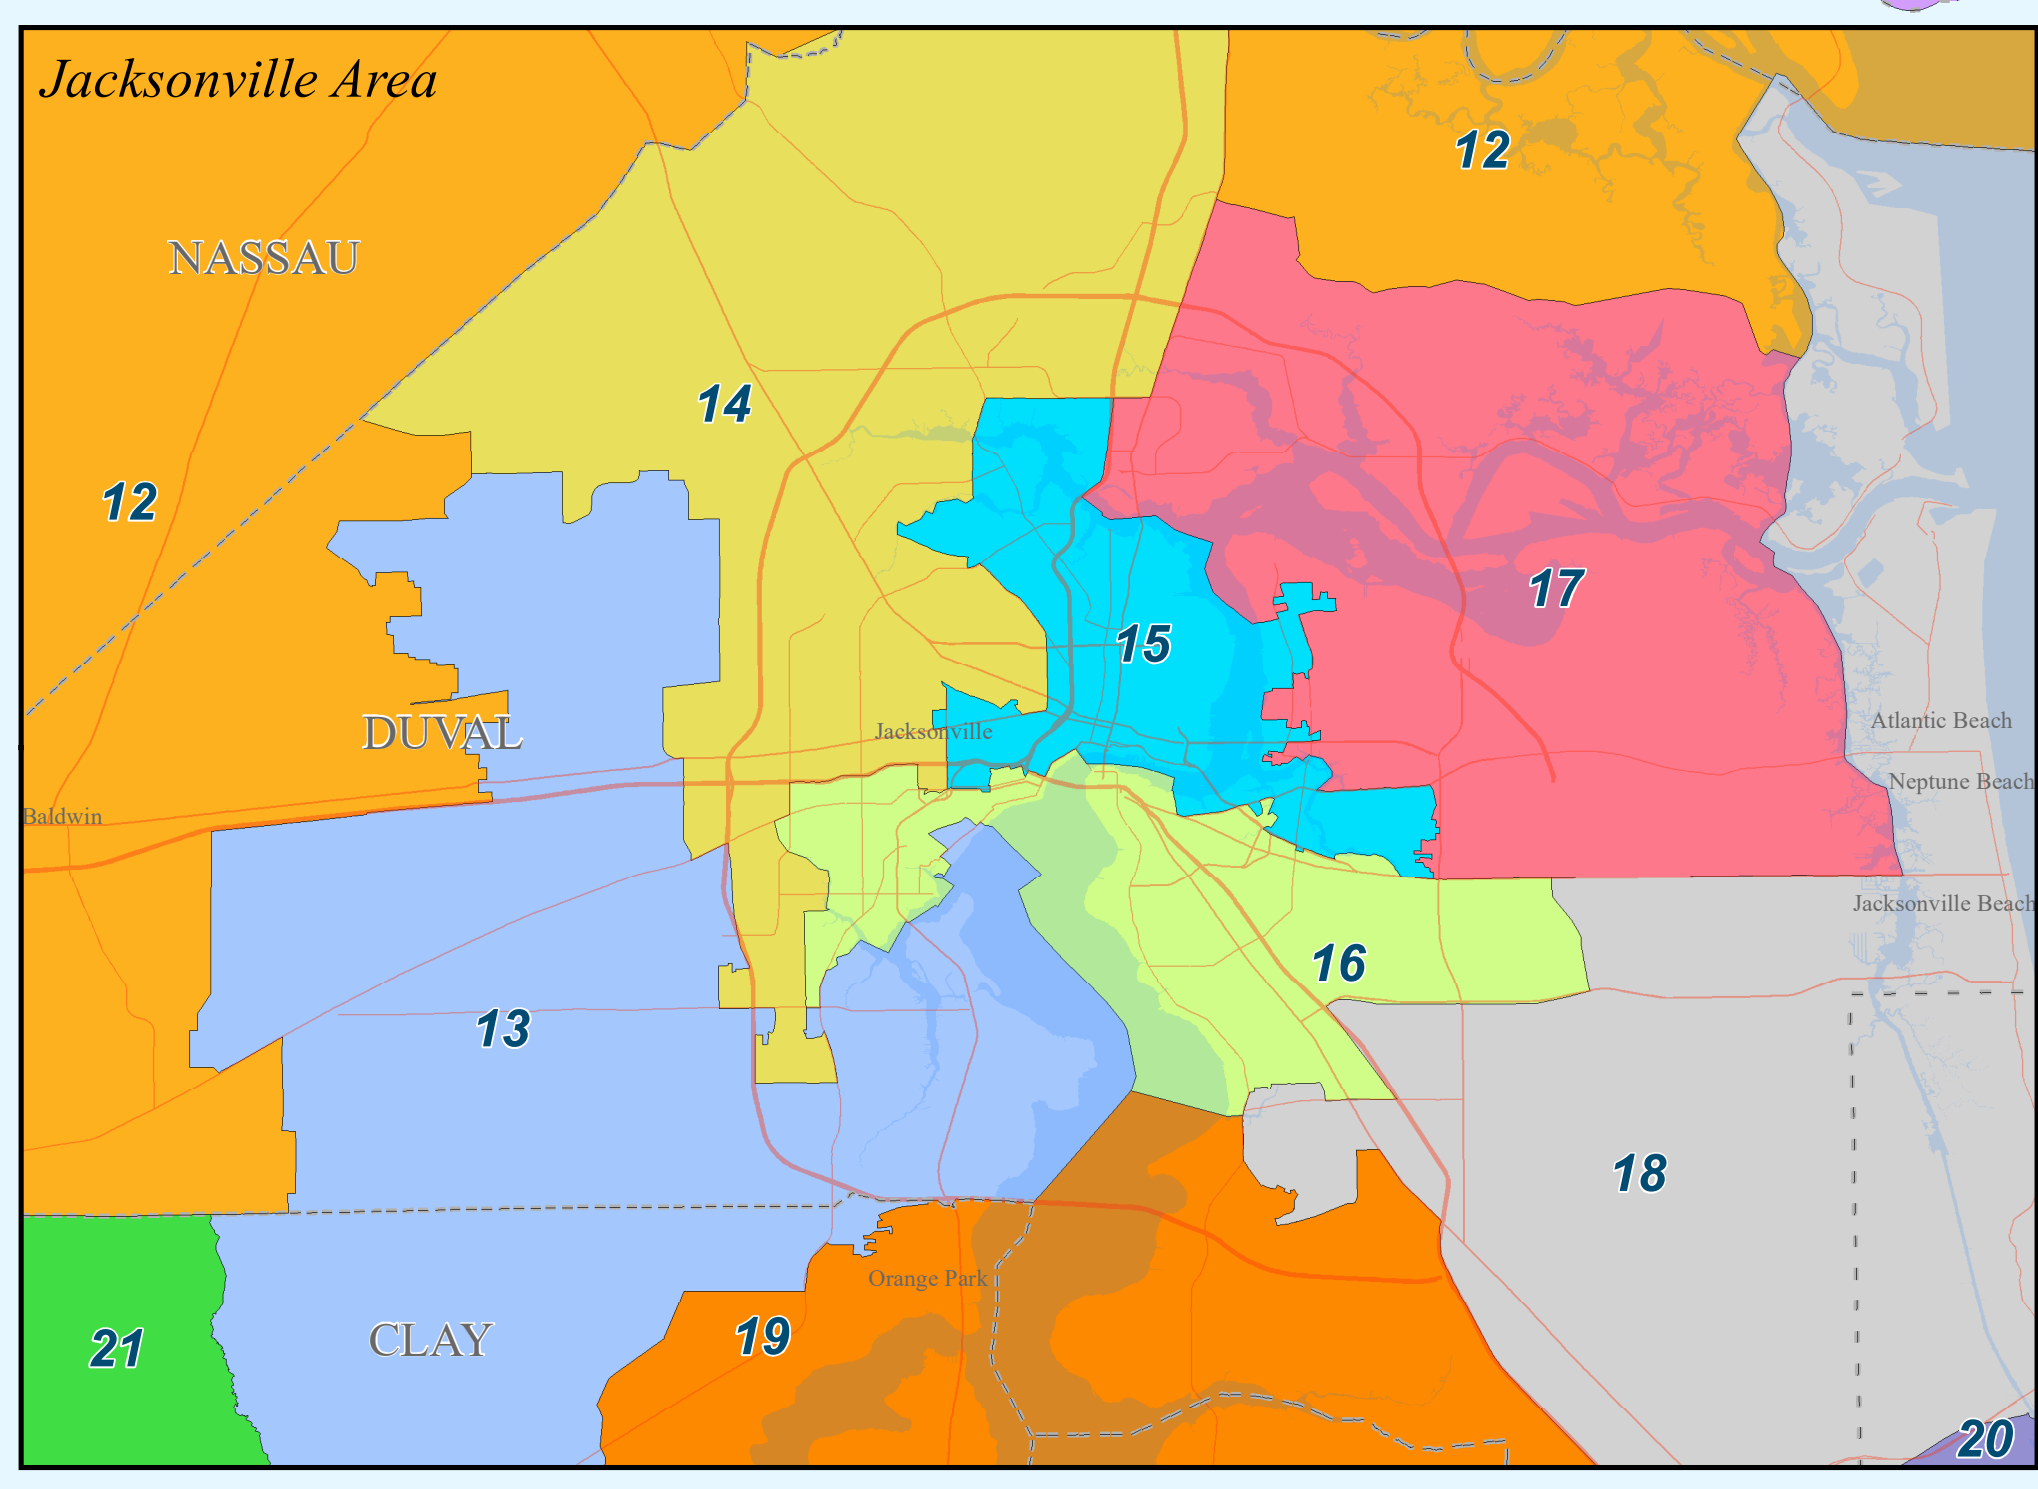 Jacksonville Area
12
NASSAU
14
12
17
15
Atlantic Beach
DUVAL
Jacksonville
Neptune Beach
Baldwin
Jacksonville Beach
16
13
18
Orange Park
19
CLAY
21
20